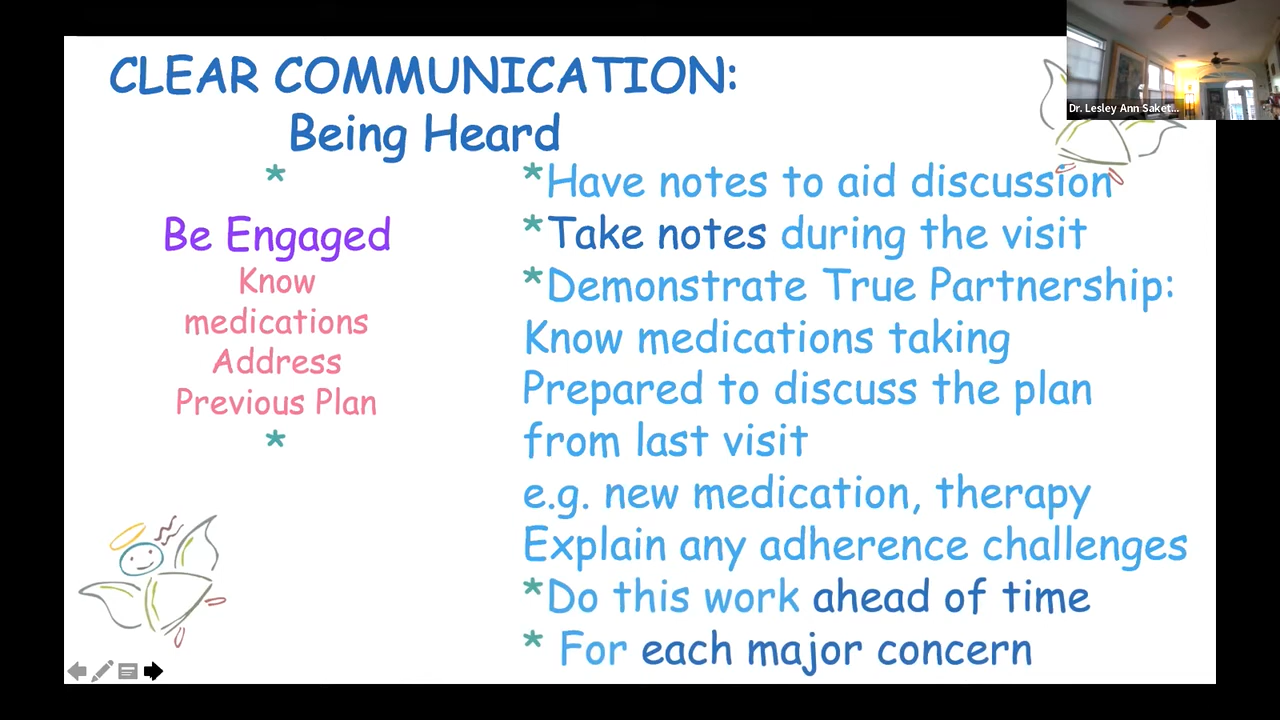 CLEAR COMMUNICATION:
Being Heard
*
Be Engaged
Know
medications
Address
Previous Plan
*
*Have notes to aid discussion
*Take notes during the visit
*Demonstrate True Partnership:
Know medications taking
Prepared to discuss the plan
from last visit
e.g. new medication, therapy
Explain any adherence challenges
*Do this work ahead of time
* For each major concern
Dr. Lesley Ann Saket...